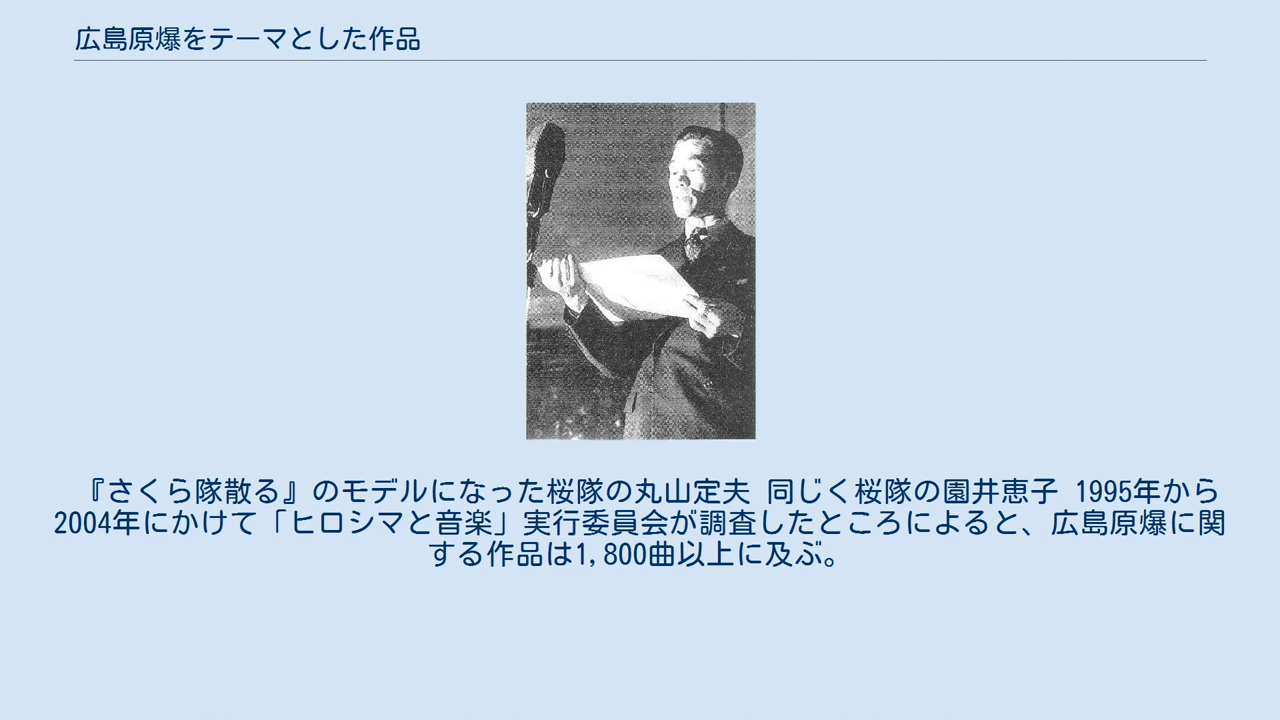 広島原爆をテーマとした作品
『さくら隊散る』のモデルになった桜隊の丸山定夫 同じく桜隊の園井恵子 1995年から
2004年にかけて「ヒロシマと音楽」実行委員会が調査したところによると、広島原爆に関
する作品は1,800曲以上に及ぶ。